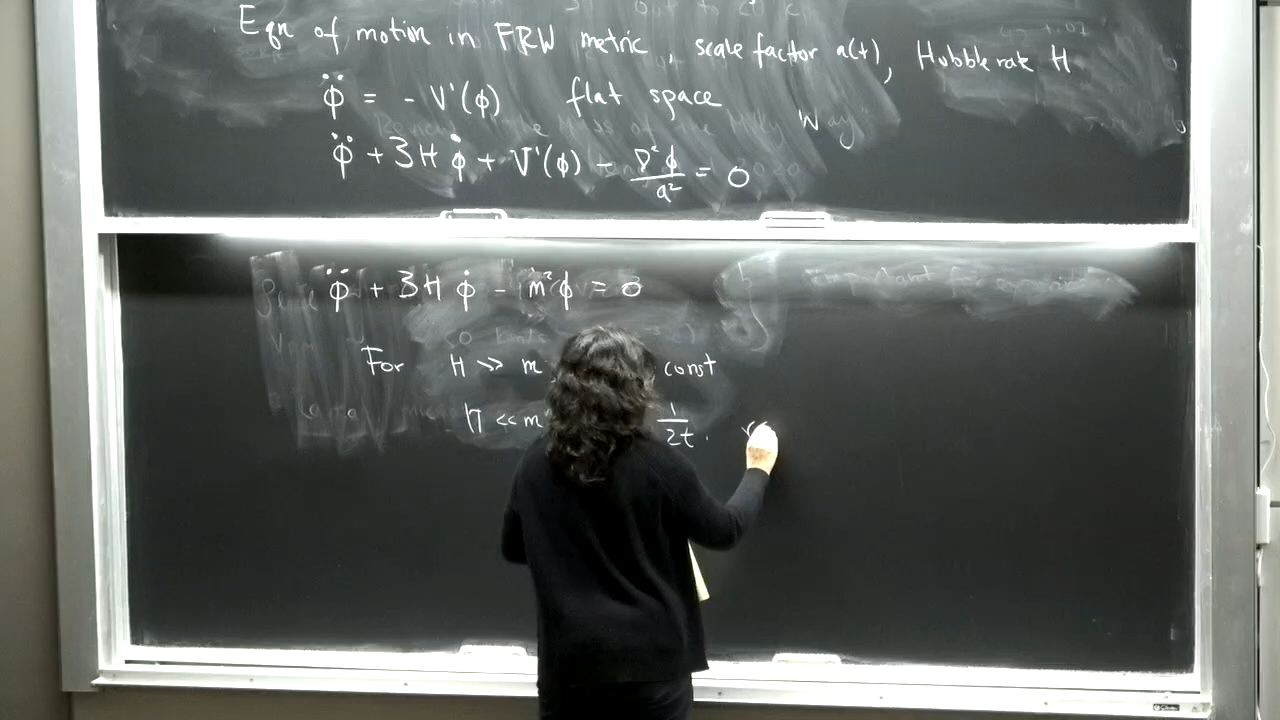 Eqn of motion in FRW metric, scale factor a(t), Hubble rate H
φ̈ = - V'(φ) flat space
φ̈ + 3H φ̇ + V'(φ) - ∇²φ/a² = 0
φ̈ + 3H φ̇ - m²φ = 0
For H >> m const
H << m 1/2t.